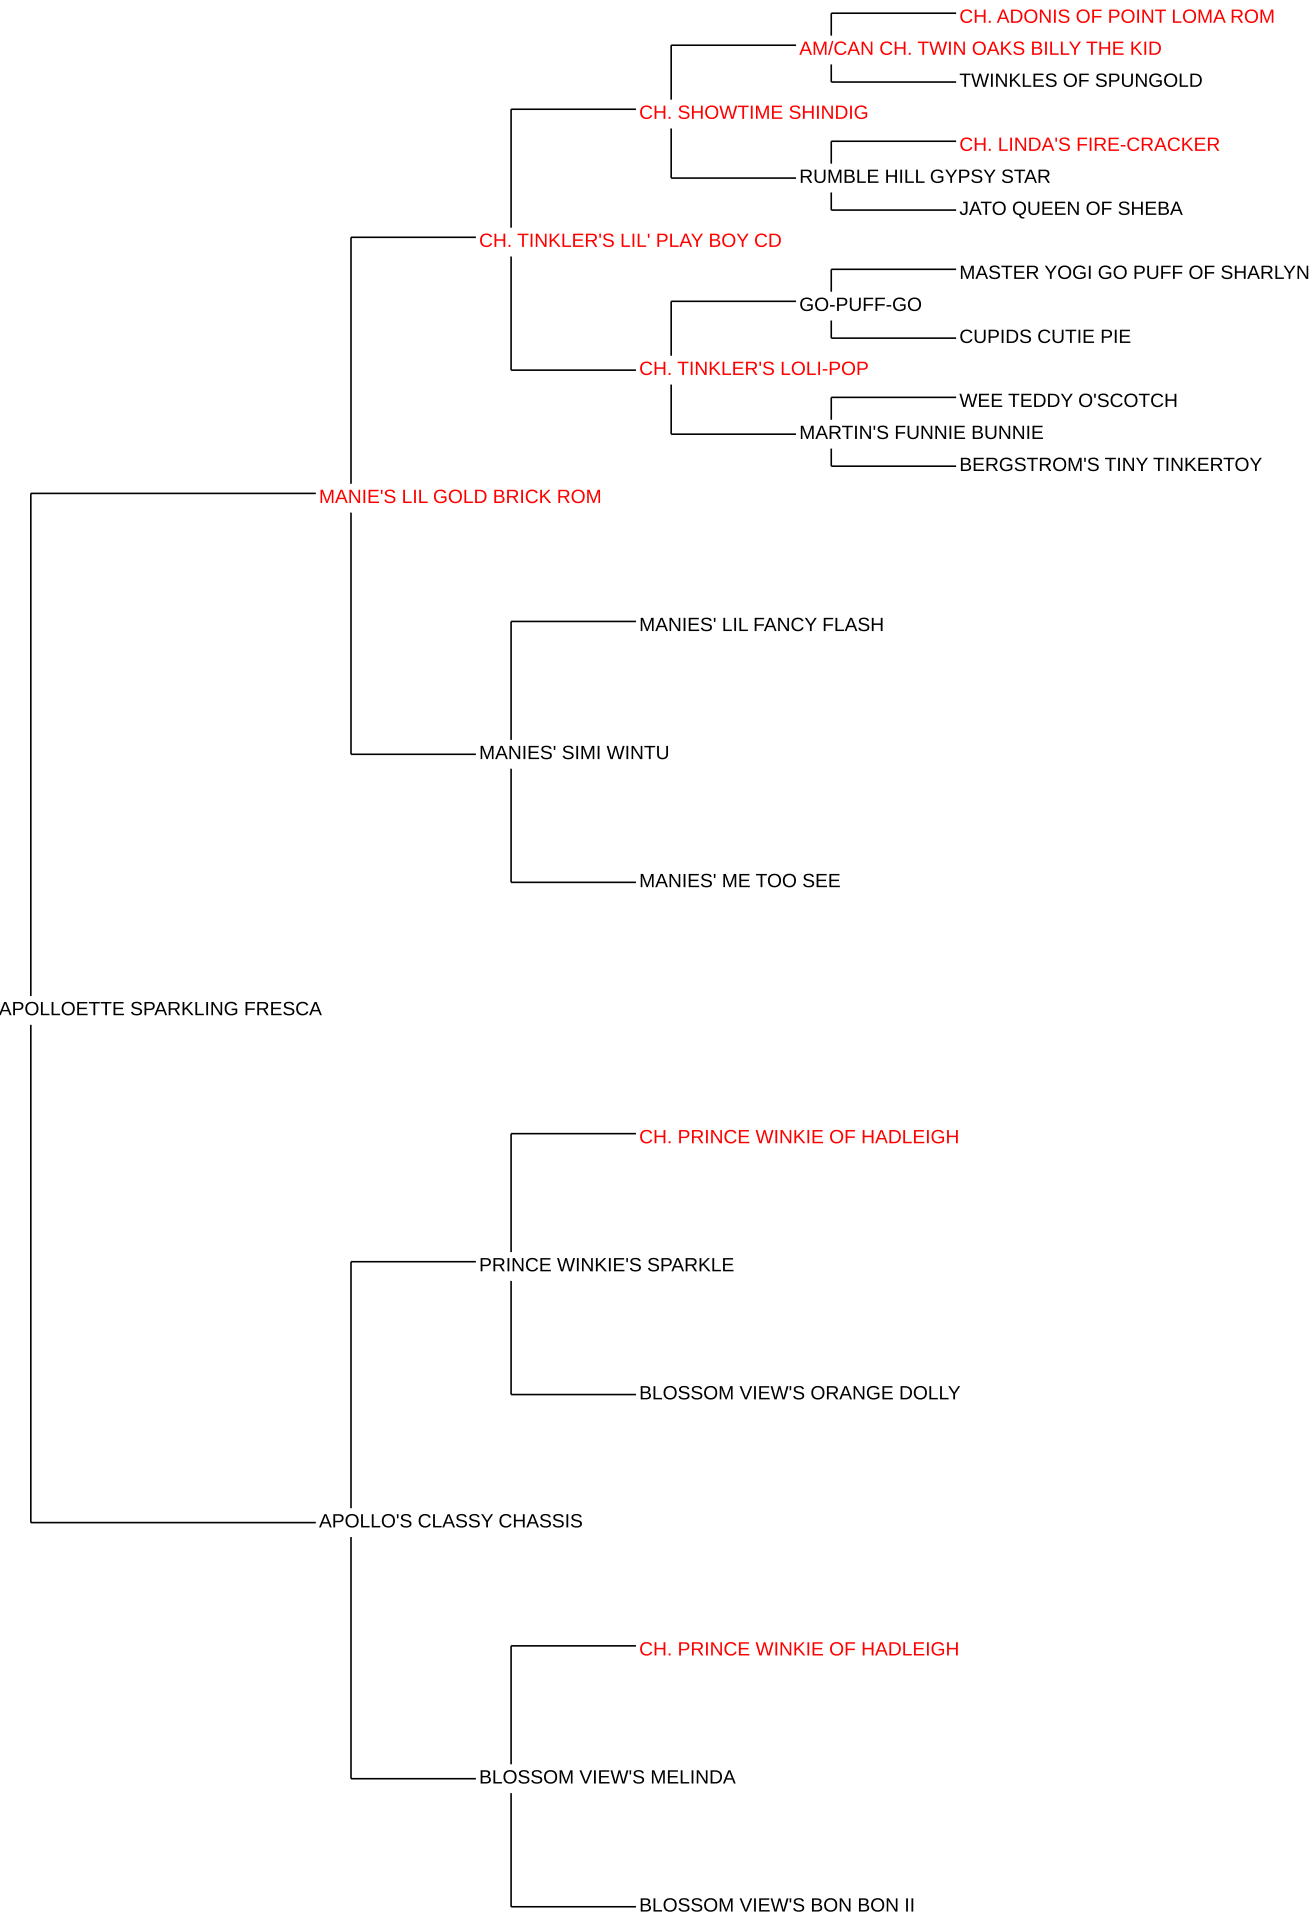 CH. ADONIS OF POINT LOMA ROM
AM/CAN CH. TWIN OAKS BILLY THE KID
TWINKLES OF SPUNGOLD
CH. SHOWTIME SHINDIG
CH. LINDA'S FIRE-CRACKER
RUMBLE HILL GYPSY STAR
JATO QUEEN OF SHEBA
CH. TINKLER'S LIL' PLAY BOY CD
MASTER YOGI GO PUFF OF SHARLYN
GO-PUFF-GO
CUPIDS CUTIE PIE
CH. TINKLER'S LOLI-POP
WEE TEDDY O'SCOTCH
MARTIN'S FUNNIE BUNNIE
BERGSTROM'S TINY TINKERTOY
MANIE'S LIL GOLD BRICK ROM
MANIES' LIL FANCY FLASH
MANIES' SIMI WINTU
MANIES' ME TOO SEE
APOLLOETTE SPARKLING FRESCA
CH. PRINCE WINKIE OF HADLEIGH
PRINCE WINKIE'S SPARKLE
BLOSSOM VIEW'S ORANGE DOLLY
APOLLO'S CLASSY CHASSIS
CH. PRINCE WINKIE OF HADLEIGH
BLOSSOM VIEW'S MELINDA
BLOSSOM VIEW'S BON BON II